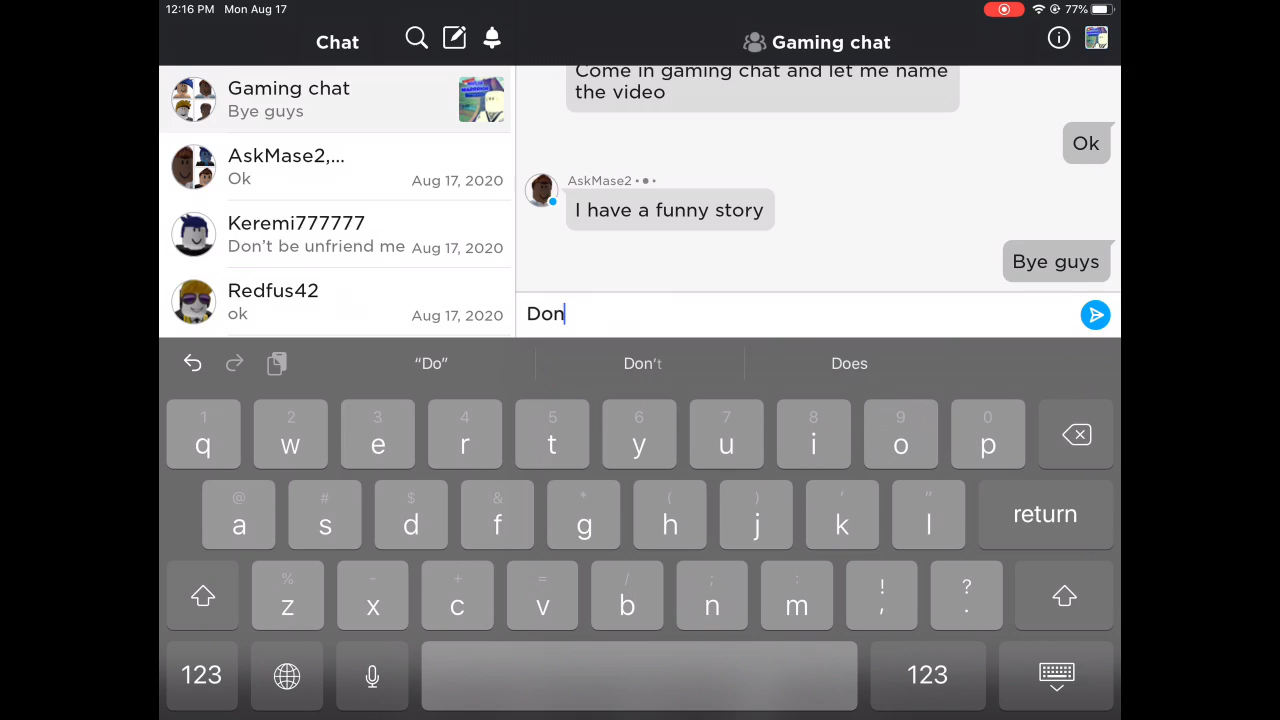 12:16 PM Mon Aug 17
77%
Chat
Gaming chat
Gaming chat
Bye guys
AskMase2,...
Ok
Aug 17, 2020
Keremi777777
Don't be unfriend me
Aug 17, 2020
Redfus42
ok
Aug 17, 2020
Come in gaming chat and let me name
the video
Ok
AskMase2
I have a funny story
Bye guys
Don
“Do” Don't Does
1 2 3 4 5 6 7 8 9 0
q w e r t y u i o p
@ # $ & * ( ) ' "
a s d f g h j k l return
% - + = / ; : ! ?
z x c v b n m , .
123 123